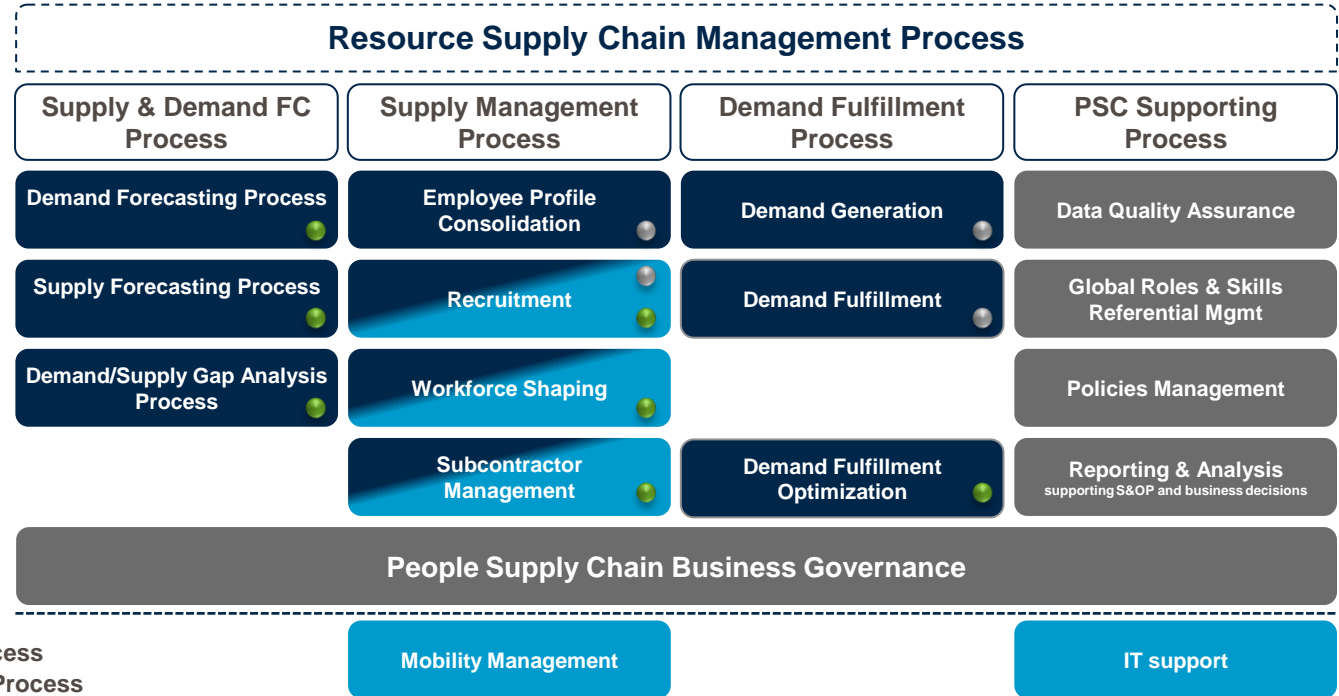 Resource Supply Chain Management Process
Supply & Demand FC
Process
Supply Management
Process
Demand Fulfillment
Process
PSC Supporting
Process
Demand Forecasting Process
Employee Profile
Consolidation
Demand Generation
Data Quality Assurance
Supply Forecasting Process
Recruitment
Demand Fulfillment
Global Roles & Skills
Referential Mgmt
Demand/Supply Gap Analysis
Process
Workforce Shaping
Policies Management
Subcontractor
Management
Demand Fulfillment
Optimization
Reporting & Analysis
supporting S&OP and business decisions
People Supply Chain Business Governance
Mobility Management
IT support
Process